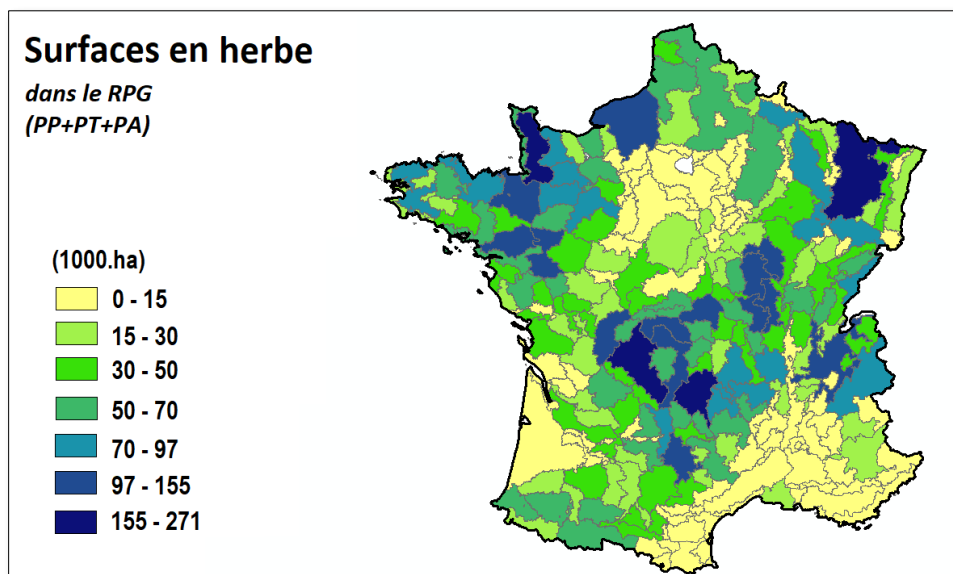 Surfaces en herbe
dans le RPG
(PP+PT+PA)
(1000.ha)
0 - 15
15 - 30
30 - 50
50 - 70
70 - 97
97 - 155
155 - 271